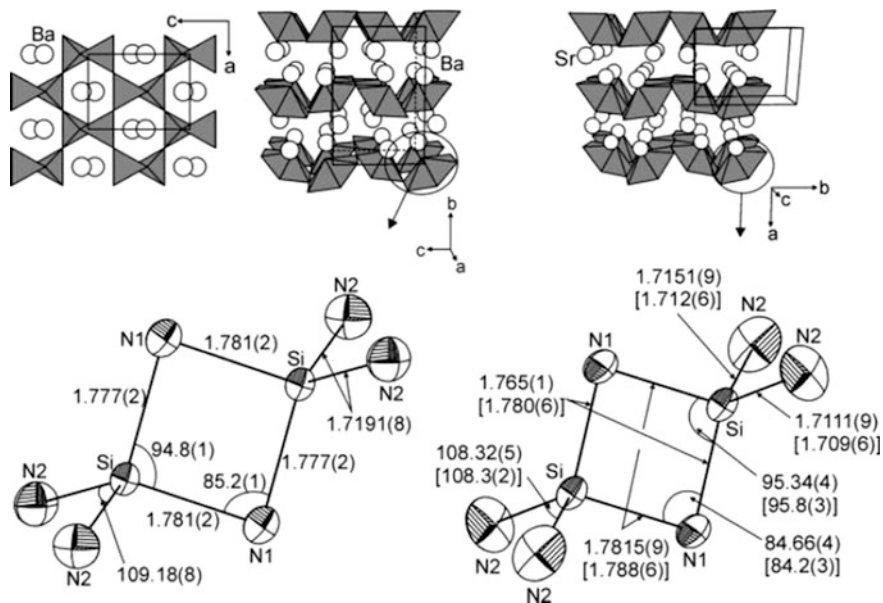 Ba
c
a
Ba
b
c
a
Sr
b
c
a
N2
N1
1.781(2)
Si
N2
1.777(2)
1.7191(8)
94.8(1)
N2
Si
85.2(1)
1.777(2)
1.781(2)
N1
N2
109.18(8)
1.7151(9)
[1.712(6)]
N2
N2
N1
1.765(1)
[1.780(6)]
Si
1.7111(9)
[1.709(6)]
108.32(5)
[108.3(2)]
Si
95.34(4)
[95.8(3)]
N2
N2
N1
1.7815(9)
[1.788(6)]
84.66(4)
[84.2(3)]